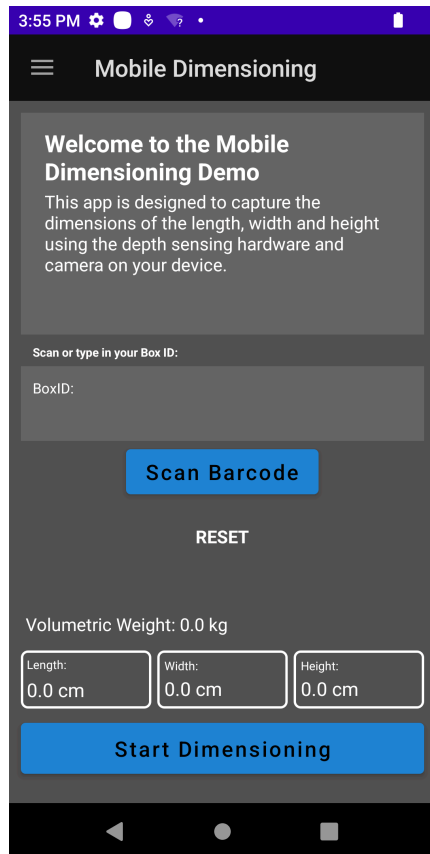 3:55 PM
Mobile Dimensioning
Welcome to the Mobile
Dimensioning Demo
This app is designed to capture the
dimensions of the length, width and height
using the depth sensing hardware and
camera on your device.
Scan or type in your Box ID:
BoxID:
Scan Barcode
RESET
Volumetric Weight: 0.0 kg
Length:
0.0 cm
Width:
0.0 cm
Height:
0.0 cm
Start Dimensioning